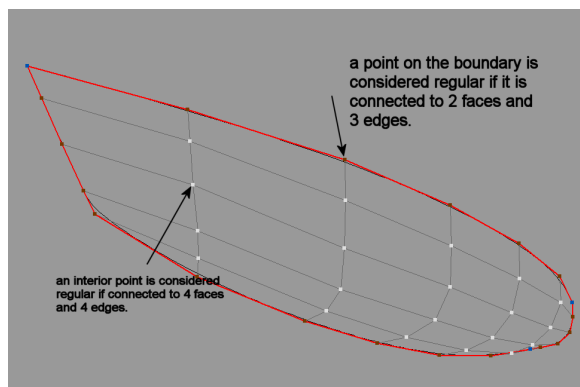 a point on the boundary is
considered regular if it is
connected to 2 faces and
3 edges.
an interior point is considered
regular if connected to 4 faces
and 4 edges.